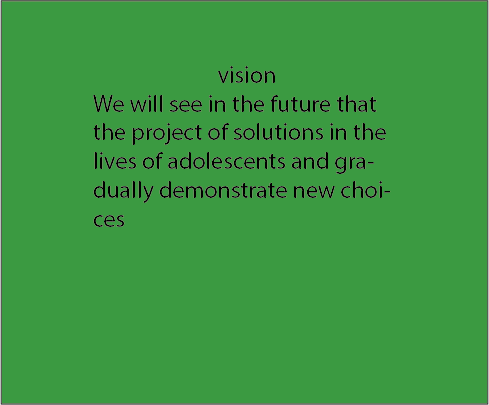 vision
We will see in the future that
the project of solutions in the
lives of adolescents and gra-
dually demonstrate new choi-
ces